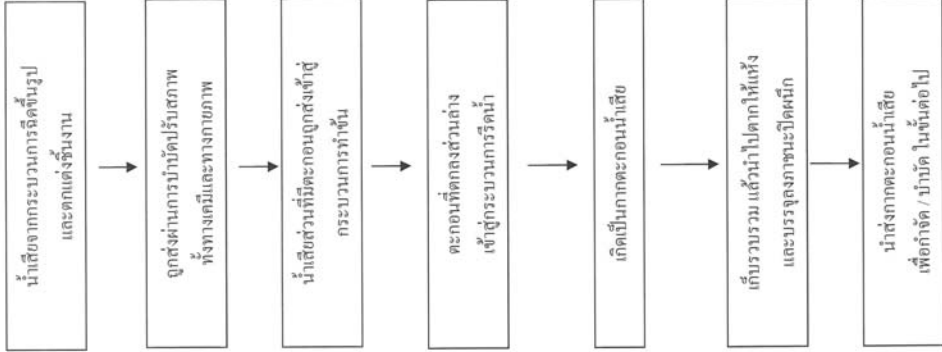 น้ำเสียจากกระบวนการฉีดขึ้นรูป
และตกแต่งชิ้นงาน
ถูกส่งผ่านการบำบัดปรับสภาพ
ทั้งทางเคมีและทางกายภาพ
น้ำเสียส่วนที่มีตะกอนถูกส่งเข้าสู่
กระบวนการทำข้น
ตะกอนที่ตกลงส่วนล่าง
เข้าสู่กระบวนการรีดน้ำ
เกิดเป็นกากตะกอนน้ำเสีย
เก็บรวบรวม แล้วนำไปตากให้แห้ง
และบรรจุลงภาชนะปิดผนึก
นำส่งกากตะกอนน้ำเสีย
เพื่อกำจัด / บำบัด ในขั้นต่อไป